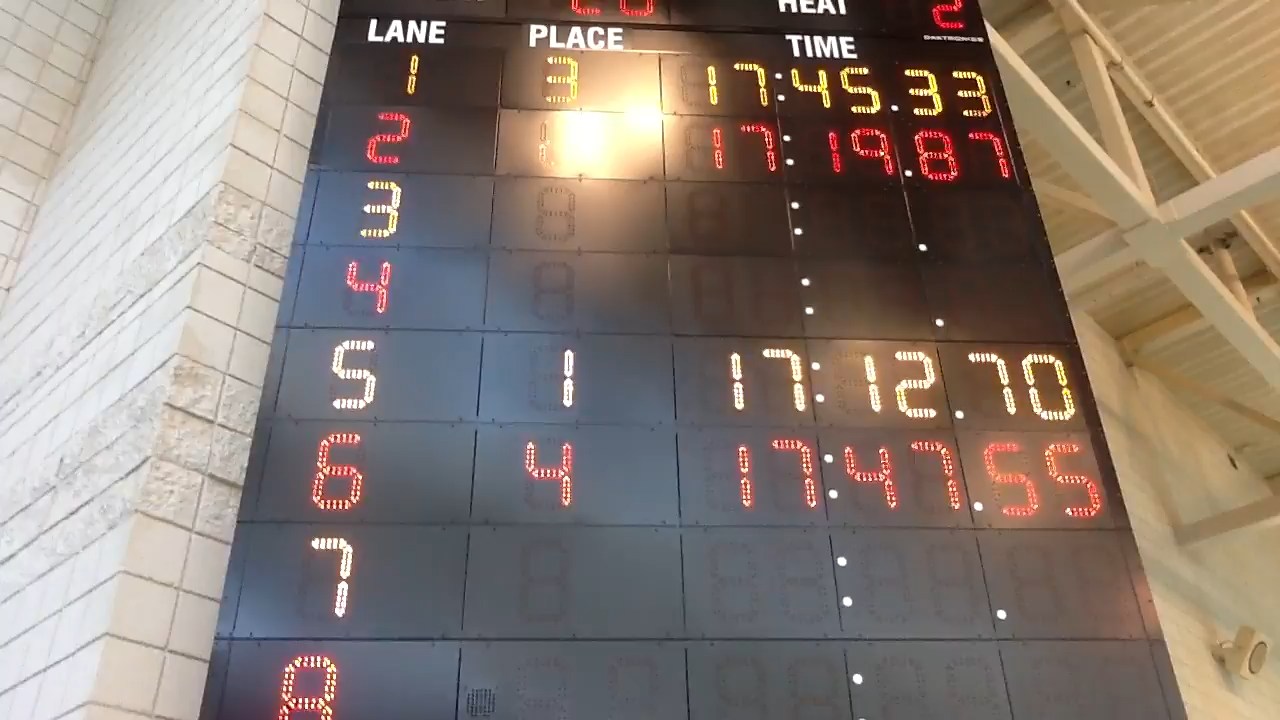 HEAT 2
DAKTRONICS
LANE PLACE TIME
1 3 17:45.33
2 17:19.87
3 : .
4 : .
5 1 17:12.70
6 4 17:47.55
7 : .
8 :